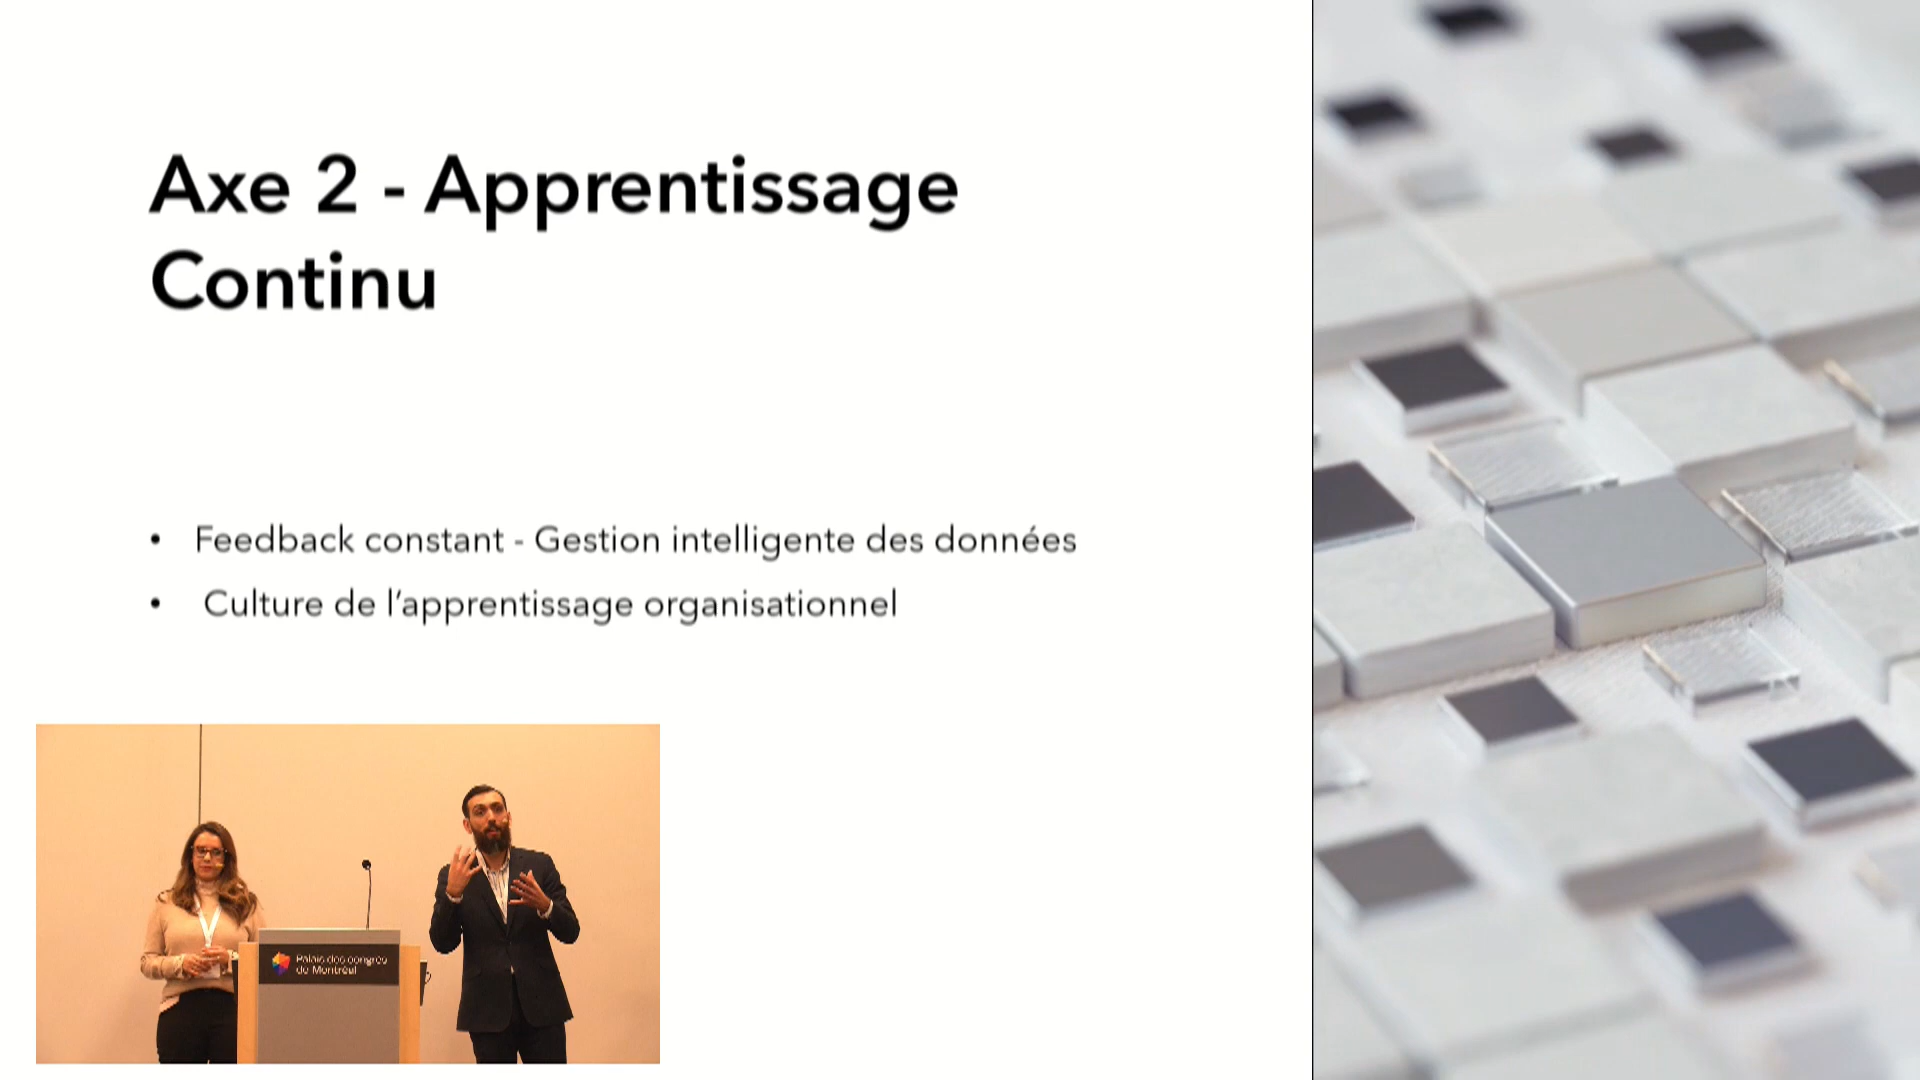 Axe 2 - Apprentissage
Continu
• Feedback constant - Gestion intelligente des données
• Culture de l’apprentissage organisationnel
Palais des congrès
de Montréal